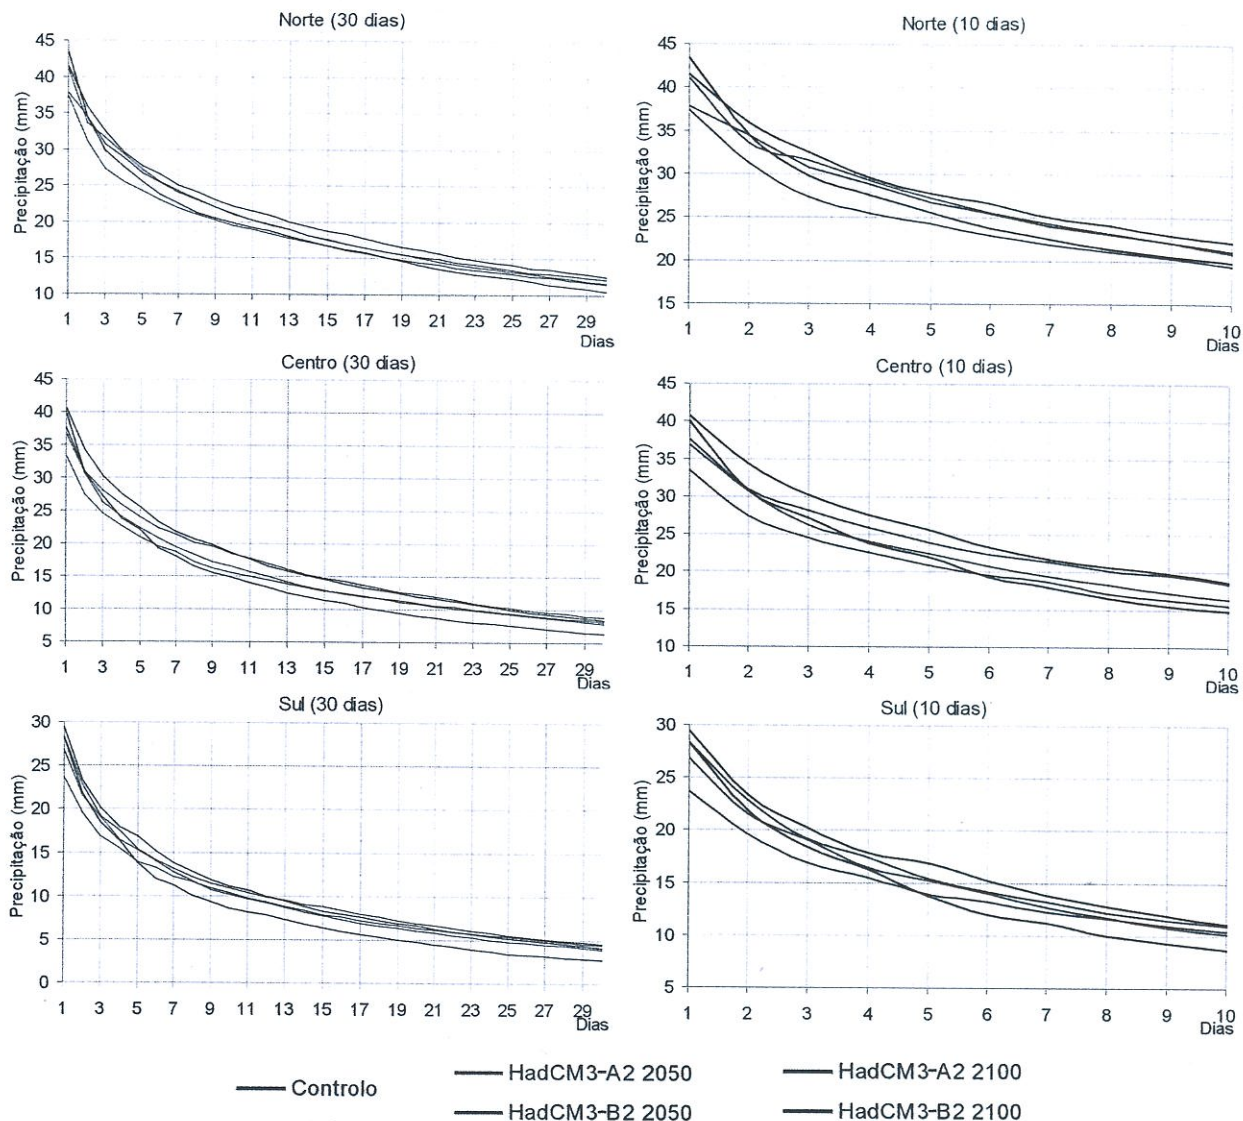 Norte (30 dias)
Precipitação (mm)
45
40
35
30
25
20
15
10
1 3 5 7 9 11 13 15 17 19 21 23 25 27 29
Dias
Norte (10 dias)
Precipitação (mm)
45
40
35
30
25
20
15
1 2 3 4 5 6 7 8 9 10
Dias
Centro (30 dias)
Precipitação (mm)
45
40
35
30
25
20
15
10
5
1 3 5 7 9 11 13 15 17 19 21 23 25 27 29
Dias
Centro (10 dias)
Precipitação (mm)
45
40
35
30
25
20
15
10
1 2 3 4 5 6 7 8 9 10
Dias
Sul (30 dias)
Precipitação (mm)
30
25
20
15
10
5
0
1 3 5 7 9 11 13 15 17 19 21 23 25 27 29
Dias
Sul (10 dias)
Precipitação (mm)
30
25
20
15
10
5
1 2 3 4 5 6 7 8 9 10
Dias
Controlo
HadCM3-A2 2050
HadCM3-A2 2100
HadCM3-B2 2050
HadCM3-B2 2100